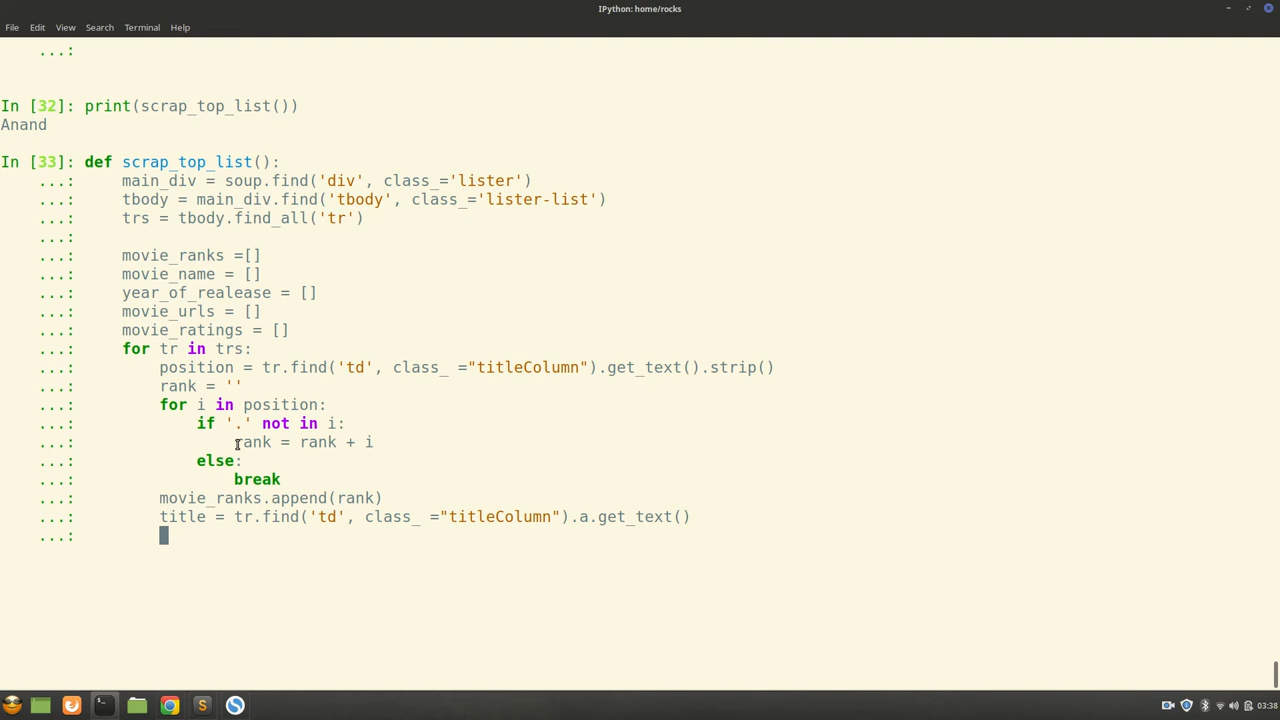 IPython: home/rocks
File Edit View Search Terminal Help
...:
In [32]: print(scrap_top_list())
Anand
In [33]: def scrap_top_list():
...:     main_div = soup.find('div', class_='lister')
...:     tbody = main_div.find('tbody', class_='lister-list')
...:     trs = tbody.find_all('tr')
...:
...:     movie_ranks =[]
...:     movie_name = []
...:     year_of_realease = []
...:     movie_urls = []
...:     movie_ratings = []
...:     for tr in trs:
...:         position = tr.find('td', class_ ="titleColumn").get_text().strip()
...:         rank = ''
...:         for i in position:
...:             if '.' not in i:
...:                 rank = rank + i
...:             else:
...:                 break
...:         movie_ranks.append(rank)
...:         title = tr.find('td', class_ ="titleColumn").a.get_text()
...:
03:38